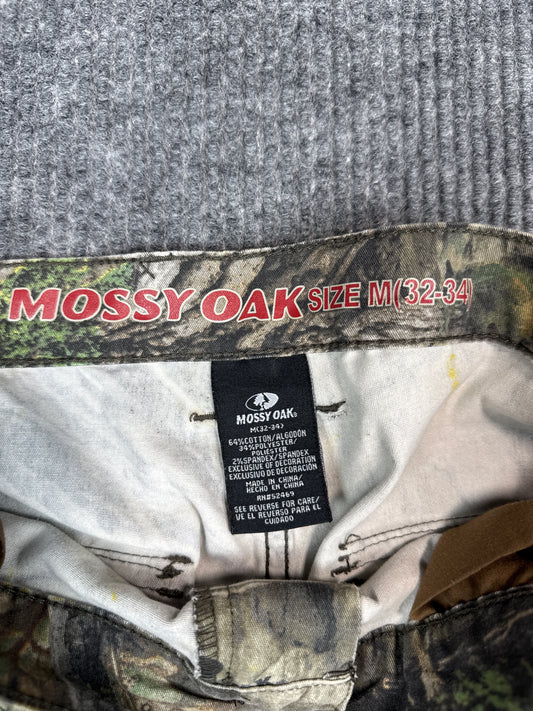 MOSSY OAK SIZE M(32-34)
MOSSY OAK®
M(32-34)
64%COTTON/ALGODÓN
34%POLYESTER/
POLIÉSTER
2%SPANDEX/SPANDEX
EXCLUSIVE OF DECORATION
EXCLUSIVO DE DECORACIÓN
MADE IN CHINA/
HECHO EN CHINA
RN#52469
SEE REVERSE FOR CARE/
VE EL REVERSO PARA EL
CUIDADO